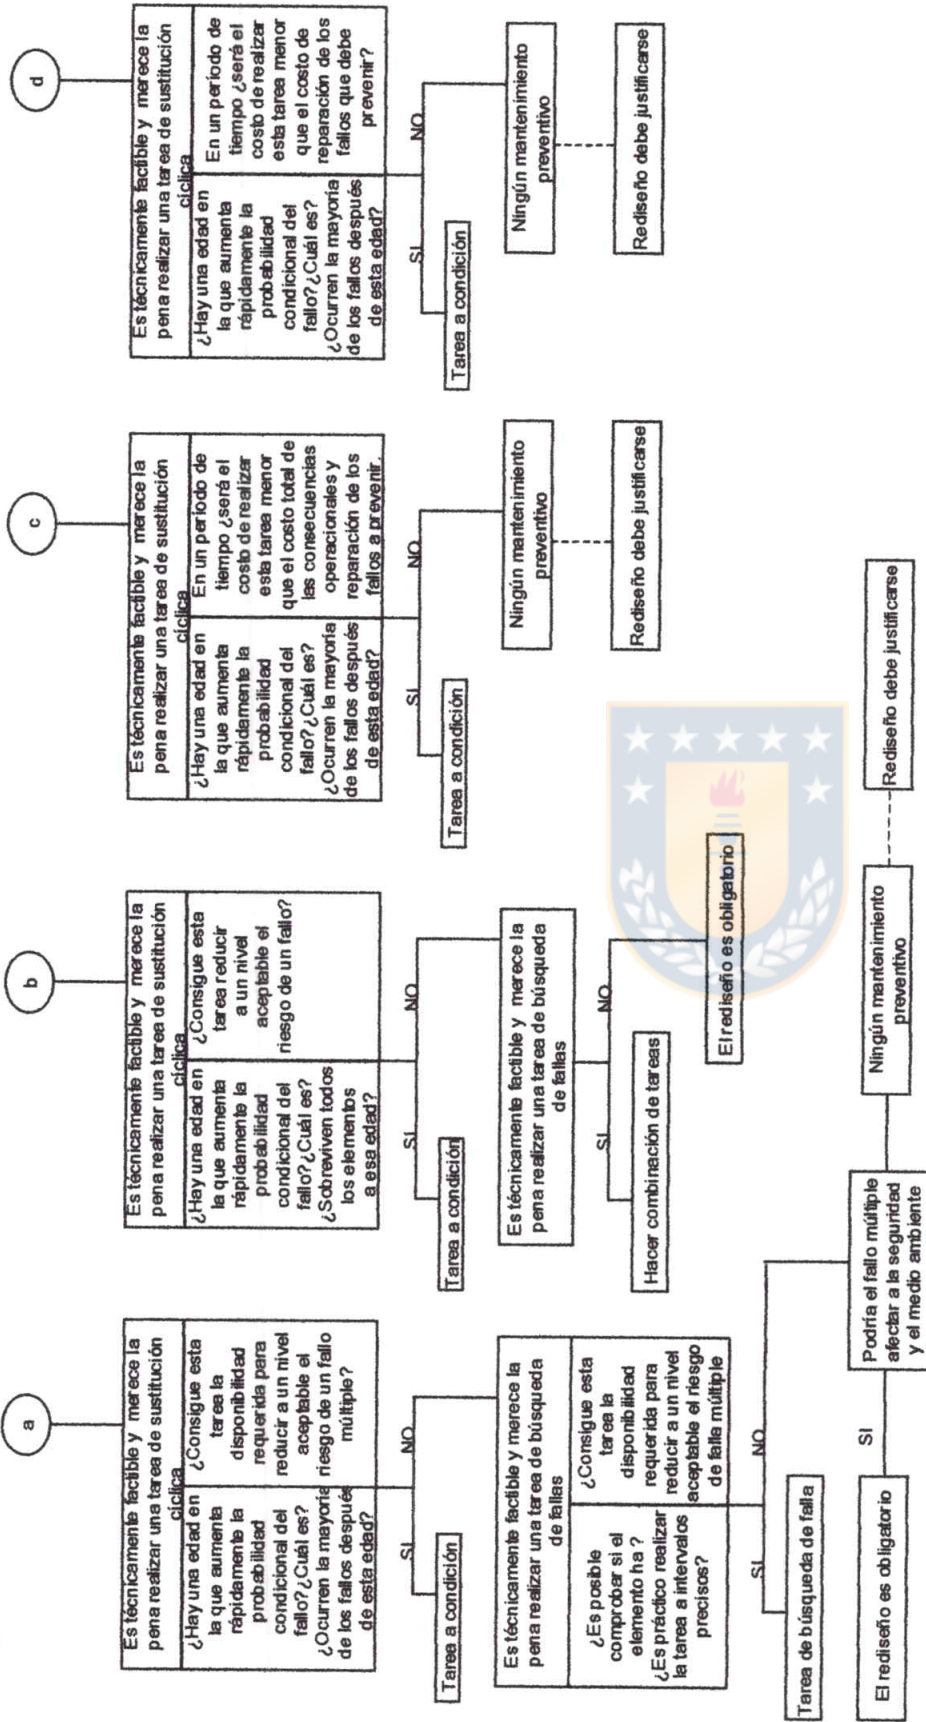 a
Es técnicamente factible y merece la
pena realizar una tarea de sustitución
cíclica
¿Hay una edad en
la que aumenta
rápidamente la
probabilidad
condicional del
fallo?¿Cuál es?
¿Ocurren la mayoría
de los fallos después
de esta edad?
¿Consigue esta
tarea la
disponibilidad
requerida para
reducir a un nivel
aceptable el
riesgo de un fallo
múltiple?
SI
NO
Tarea a condición
Es técnicamente factible y merece la
pena realizar una tarea de búsqueda
de fallas
¿Es posible
comprobar si el
elemento ha?
¿Es práctico realizar
la tarea a intervalos
precisos?
¿Consigue esta
tarea la
disponibilidad
requerida para
reducir a un nivel
aceptable el riesgo
de falla múltiple
SI
NO
Tarea de búsqueda de falla
Podría el fallo múltiple
afectar a la seguridad
y el medio ambiente
SI
El rediseño es obligatorio
Ningún mantenimiento
preventivo
Rediseño debe justificarse
b
Es técnicamente factible y merece la
pena realizar una tarea de sustitución
cíclica
¿Hay una edad en
la que aumenta
rápidamente la
probabilidad
condicional del
fallo?¿Cuál es?
¿Sobreviven todos
los elementos
a esa edad?
¿Consigue esta
tarea reducir
a un nivel
aceptable el
riesgo de un fallo?
SI
NO
Tarea a condición
Es técnicamente factible y merece la
pena realizar una tarea de búsqueda
de fallas
SI
NO
Hacer combinación de tareas
El rediseño es obligatorio
c
Es técnicamente factible y merece la
pena realizar una tarea de sustitución
cíclica
¿Hay una edad en
la que aumenta
rápidamente la
probabilidad
condicional del
fallo?¿Cuál es?
¿Ocurren la mayoría
de los fallos después
de esta edad?
En un período de
tiempo ¿será el
costo de realizar
esta tarea menor
que el costo total de
las consecuencias
operacionales y
reparación de los
fallos a prevenir.
SI
NO
Tarea a condición
Ningún mantenimiento
preventivo
Rediseño debe justificarse
d
Es técnicamente factible y merece la
pena realizar una tarea de sustitución
cíclica
¿Hay una edad en
la que aumenta
rápidamente la
probabilidad
condicional del
fallo?¿Cuál es?
¿Ocurren la mayoría
de los fallos después
de esta edad?
En un período de
tiempo ¿será el
costo de realizar
esta tarea menor
que el costo de
reparación de los
fallos que debe
prevenir?
SI
NO
Tarea a condición
Ningún mantenimiento
preventivo
Rediseño debe justificarse